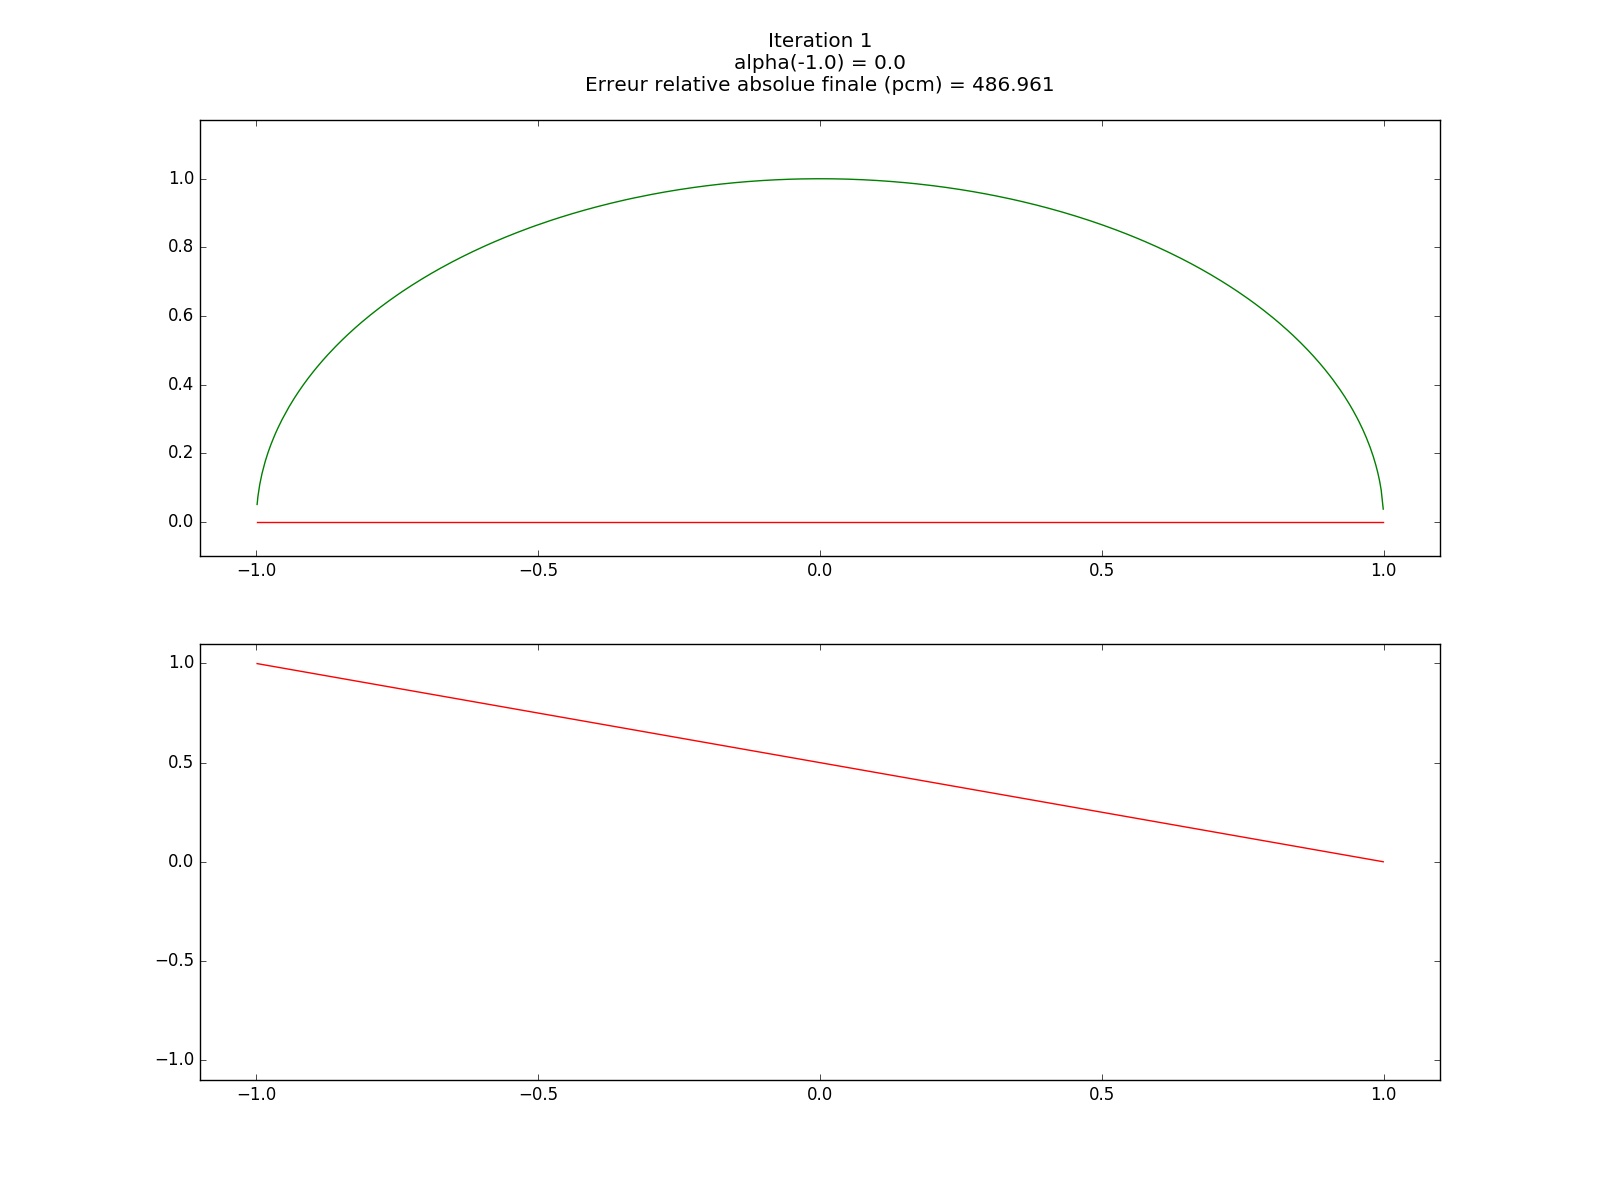 Iteration 1
alpha(-1.0) = 0.0
Erreur relative absolue finale (pcm) = 486.961
1.0
0.8
0.6
0.4
0.2
0.0
−1.0 −0.5 0.0 0.5 1.0
1.0
0.5
0.0
−0.5
−1.0
−1.0 −0.5 0.0 0.5 1.0